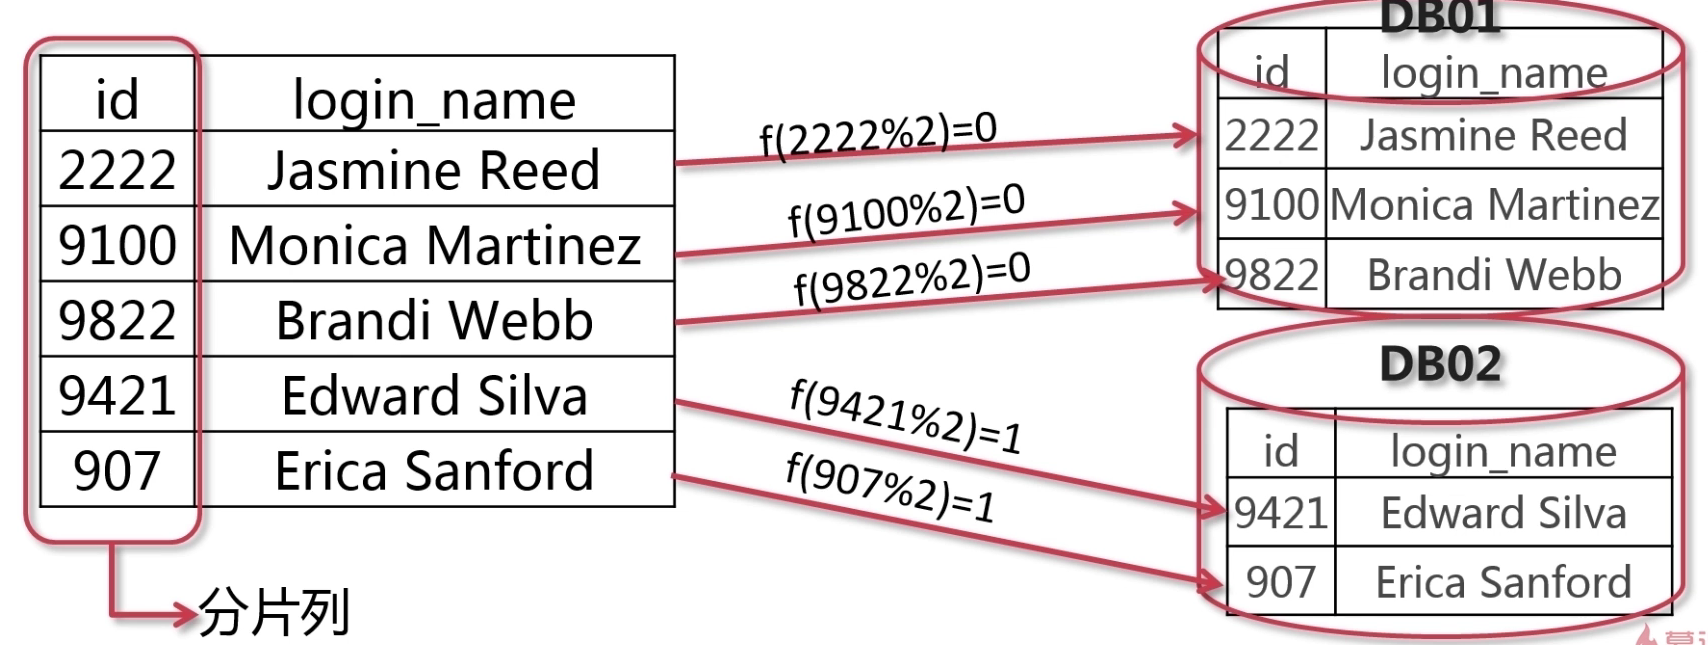 id login_name
2222 Jasmine Reed
9100 Monica Martinez
9822 Brandi Webb
9421 Edward Silva
907 Erica Sanford
分片列
f(2222%2)=0
f(9100%2)=0
f(9822%2)=0
f(9421%2)=1
f(907%2)=1
DB01
id login_name
2222 Jasmine Reed
9100 Monica Martinez
9822 Brandi Webb
DB02
id login_name
9421 Edward Silva
907 Erica Sanford